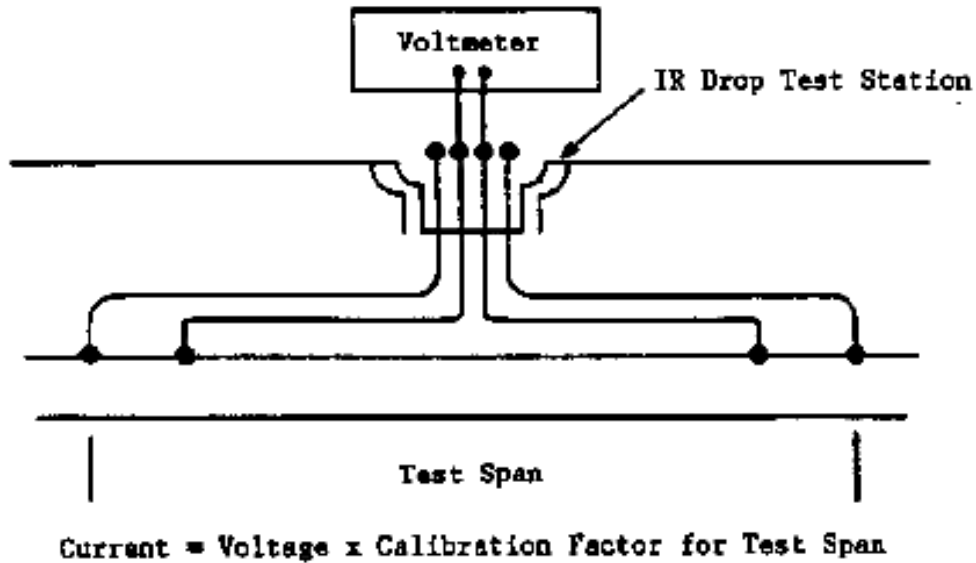 Voltmeter
IR Drop Test Station
Test Span
Current = Voltage x Calibration Factor for Test Span